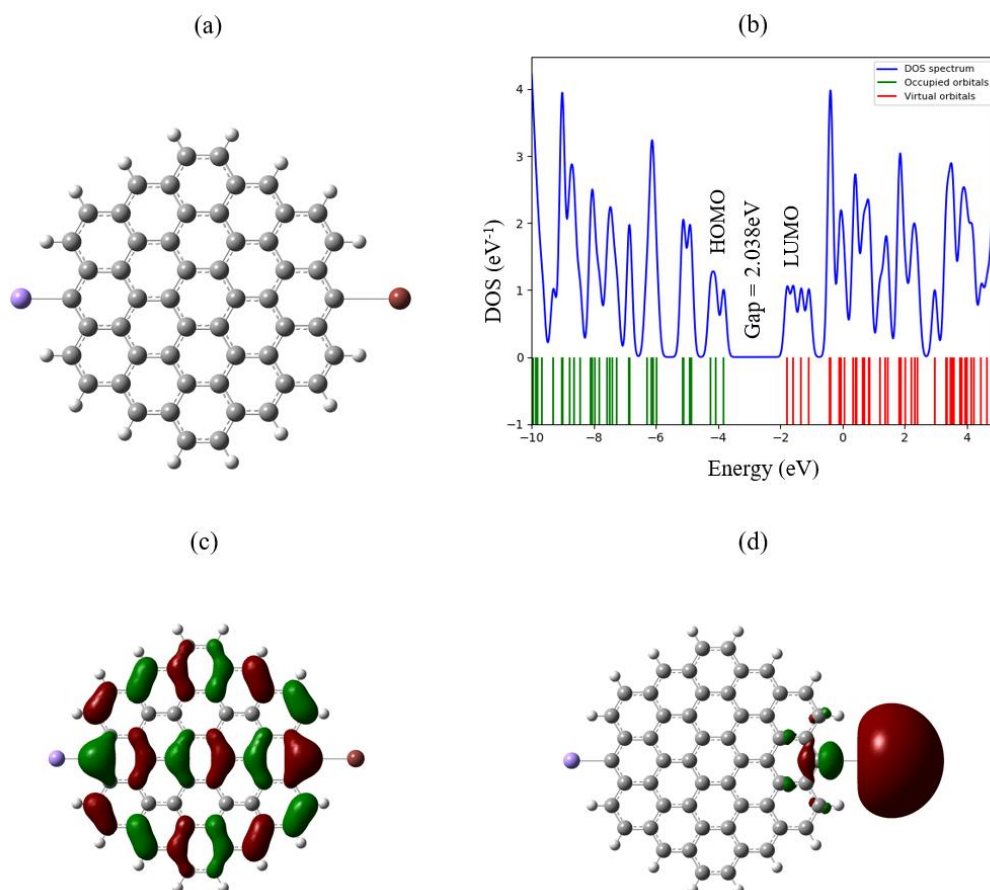 (a)
(b)
DOS spectrum
Occupied orbitals
Virtual orbitals
4
3
2
1
0
−1
DOS (eV-1)
HOMO
Gap = 2.038eV
LUMO
−10
−8
−6
−4
−2
0
2
4
Energy (eV)
(c)
(d)